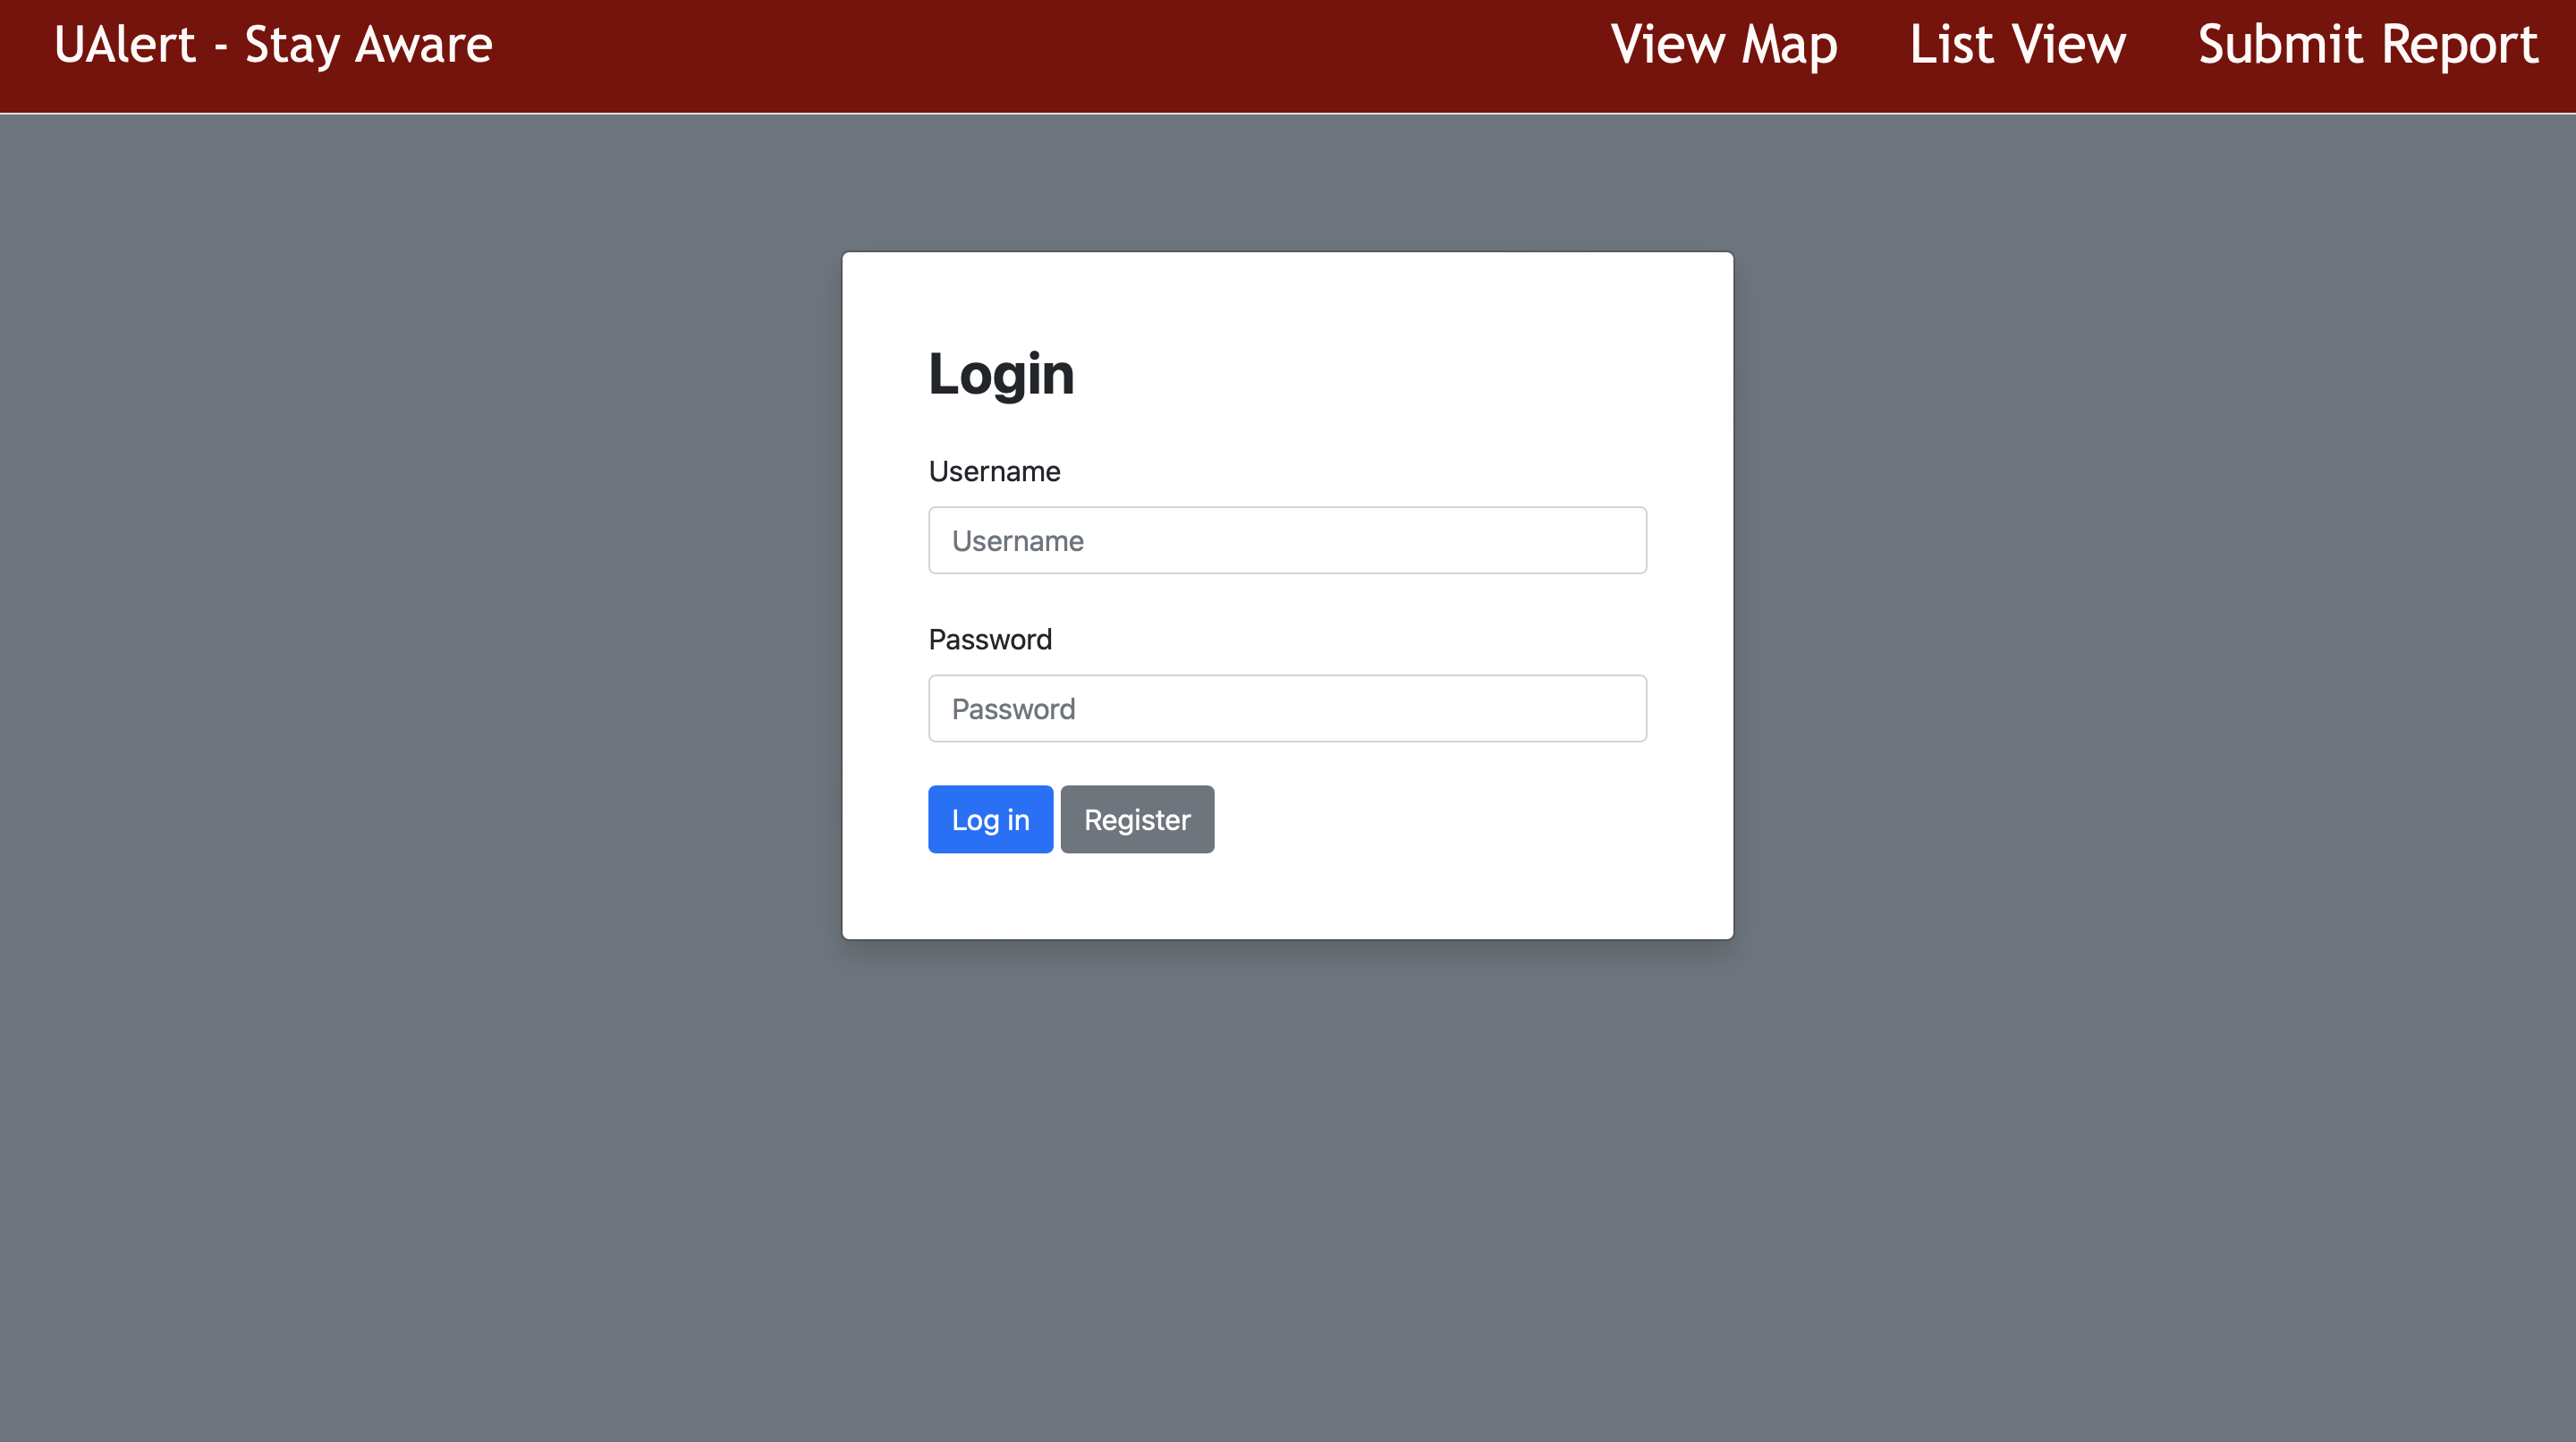 UAlert - Stay Aware
View Map List View Submit Report
Login
Username
Username
Password
Password
Log in Register